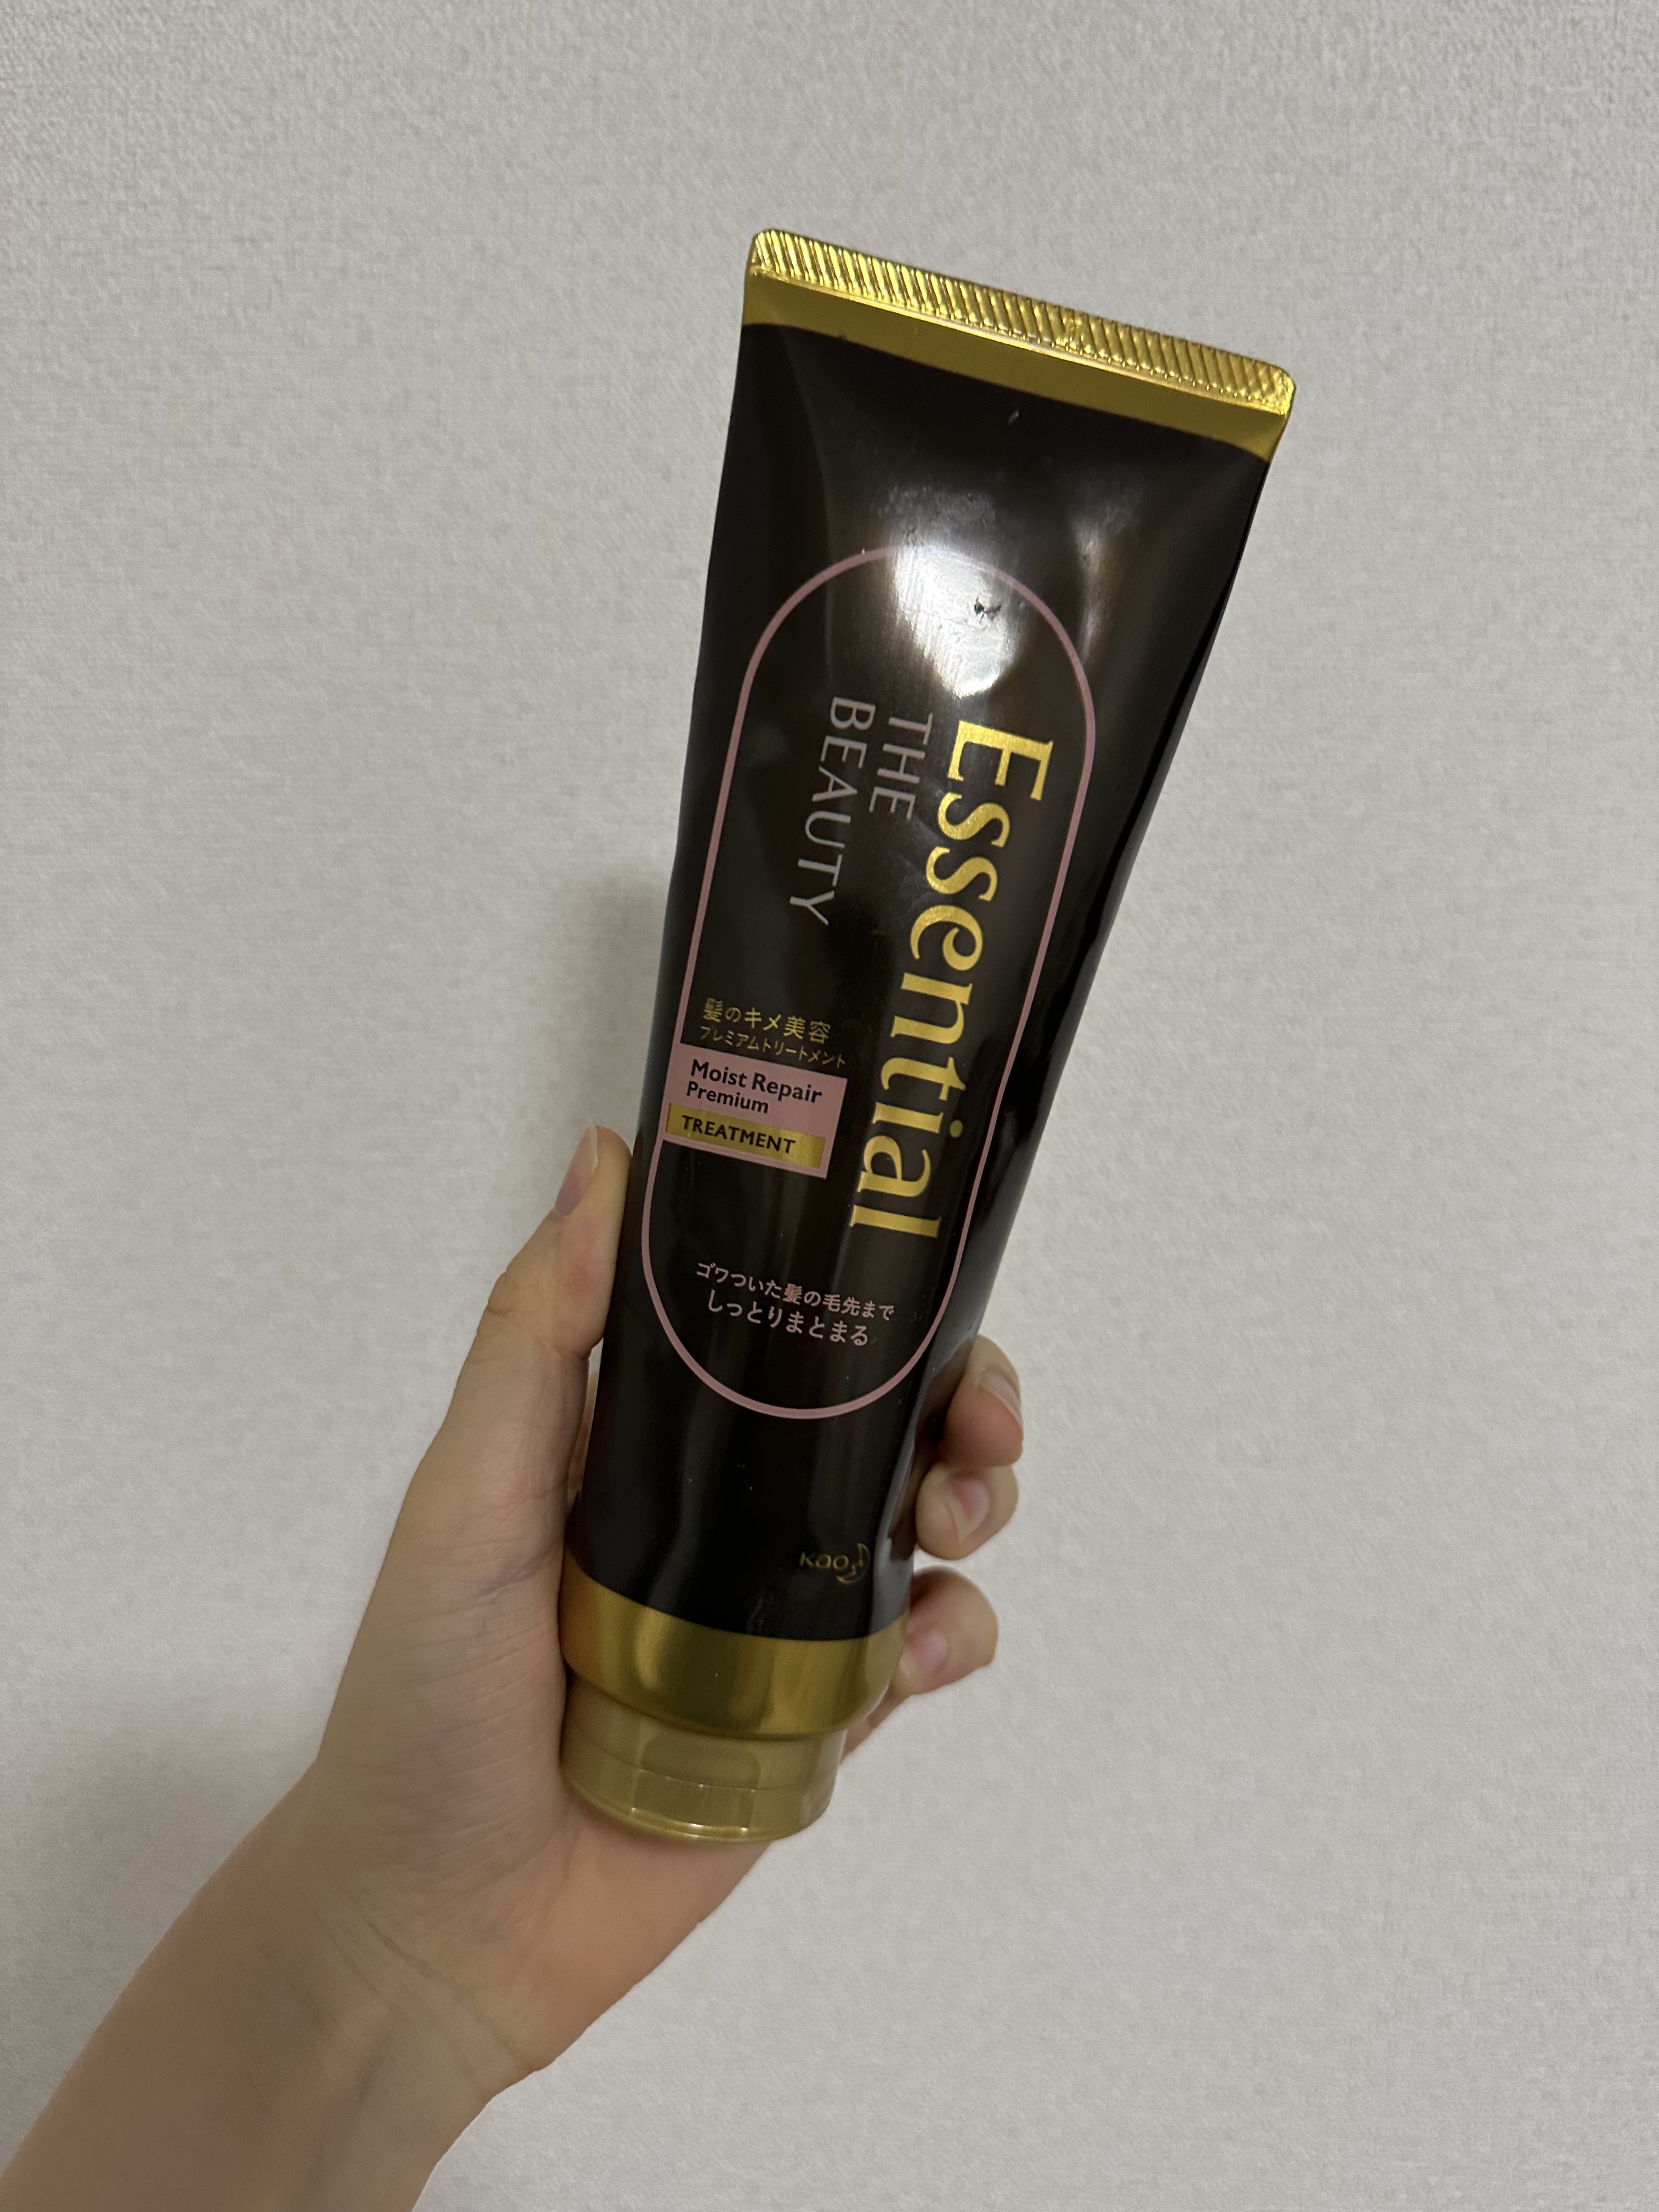 Essential
THE
BEAUTY
髪のキメ美容
プレミアムトリートメント
Moist Repair
Premium
TREATMENT
ゴワついた髪の毛先まで
しっとりまとまる
Kao